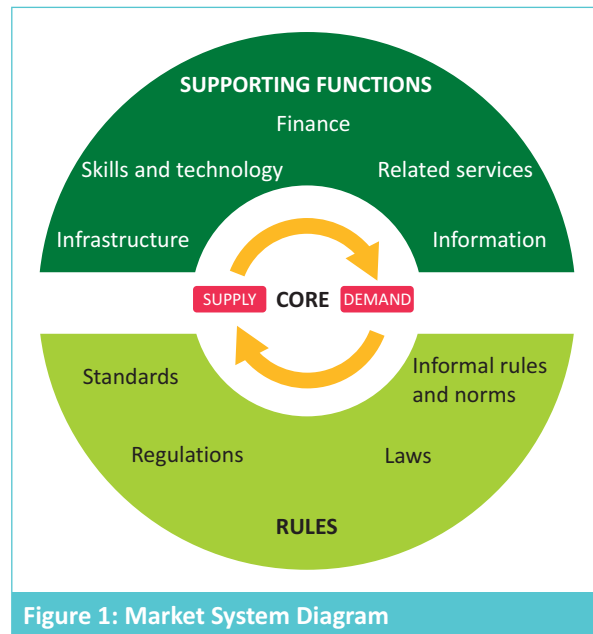 SUPPORTING FUNCTIONS
Finance
Skills and technology
Related services
Infrastructure
Information
SUPPLY
CORE
DEMAND
Standards
Informal rules
and norms
Regulations
Laws
RULES
Figure 1: Market System Diagram